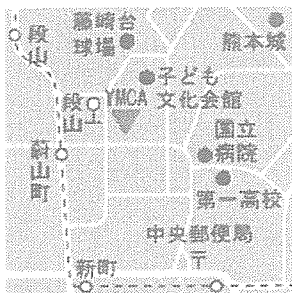 段山
藤崎台
球場
熊本城
子ども
文化会館
段山
YMCA
国立
病院
蔚山町
第一高校
中央郵便局
〒
新町